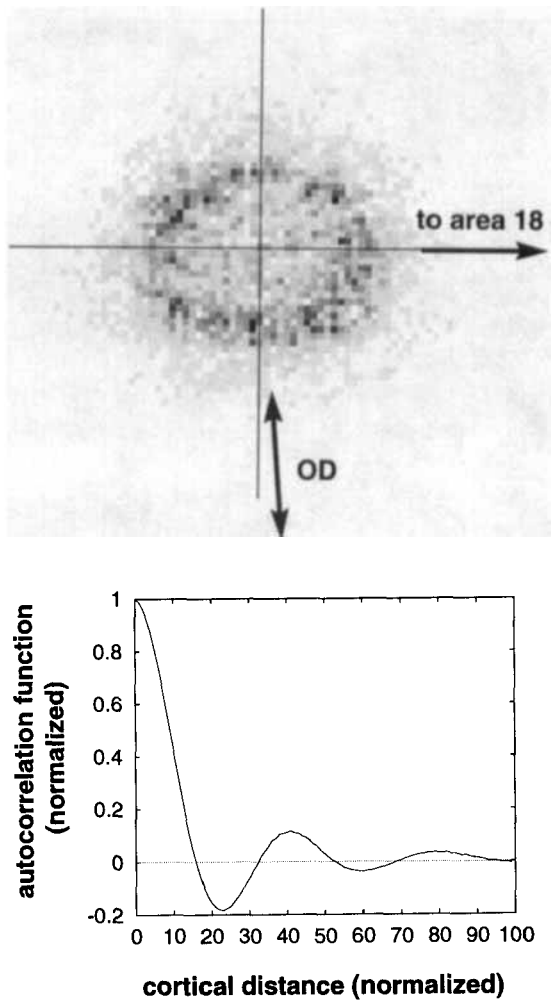 to area 18
OD
1
0.8
0.6
0.4
0.2
0
-0.2
0 10 20 30 40 50 60 70 80 90 100
autocorrelation function
(normalized)
cortical distance (normalized)